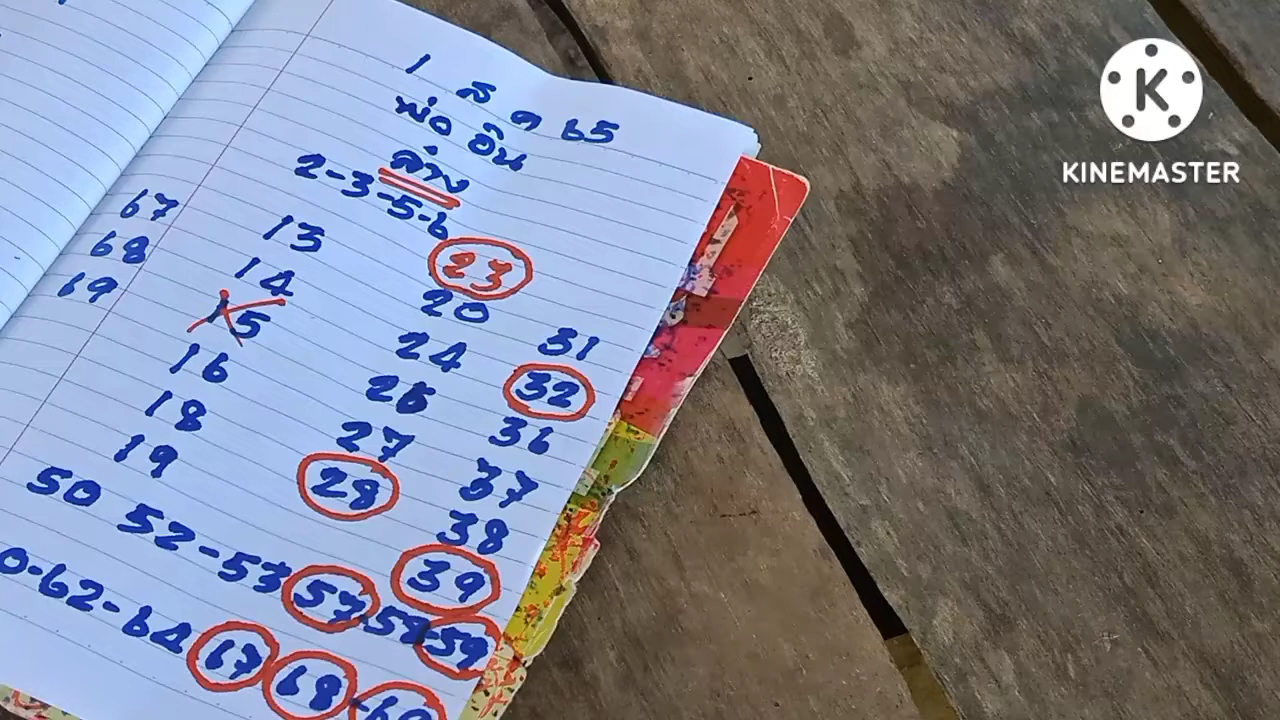 1 ส ค 65
พ่อ อิน
ล่าง
2-3-5-6
67 13 23
68 14 20 31
19 15 24 32
16 26 36
18 27 37
19 28 38
50 52-53 57 58 59 39
0-62-64 67 68-69
KINEMASTER